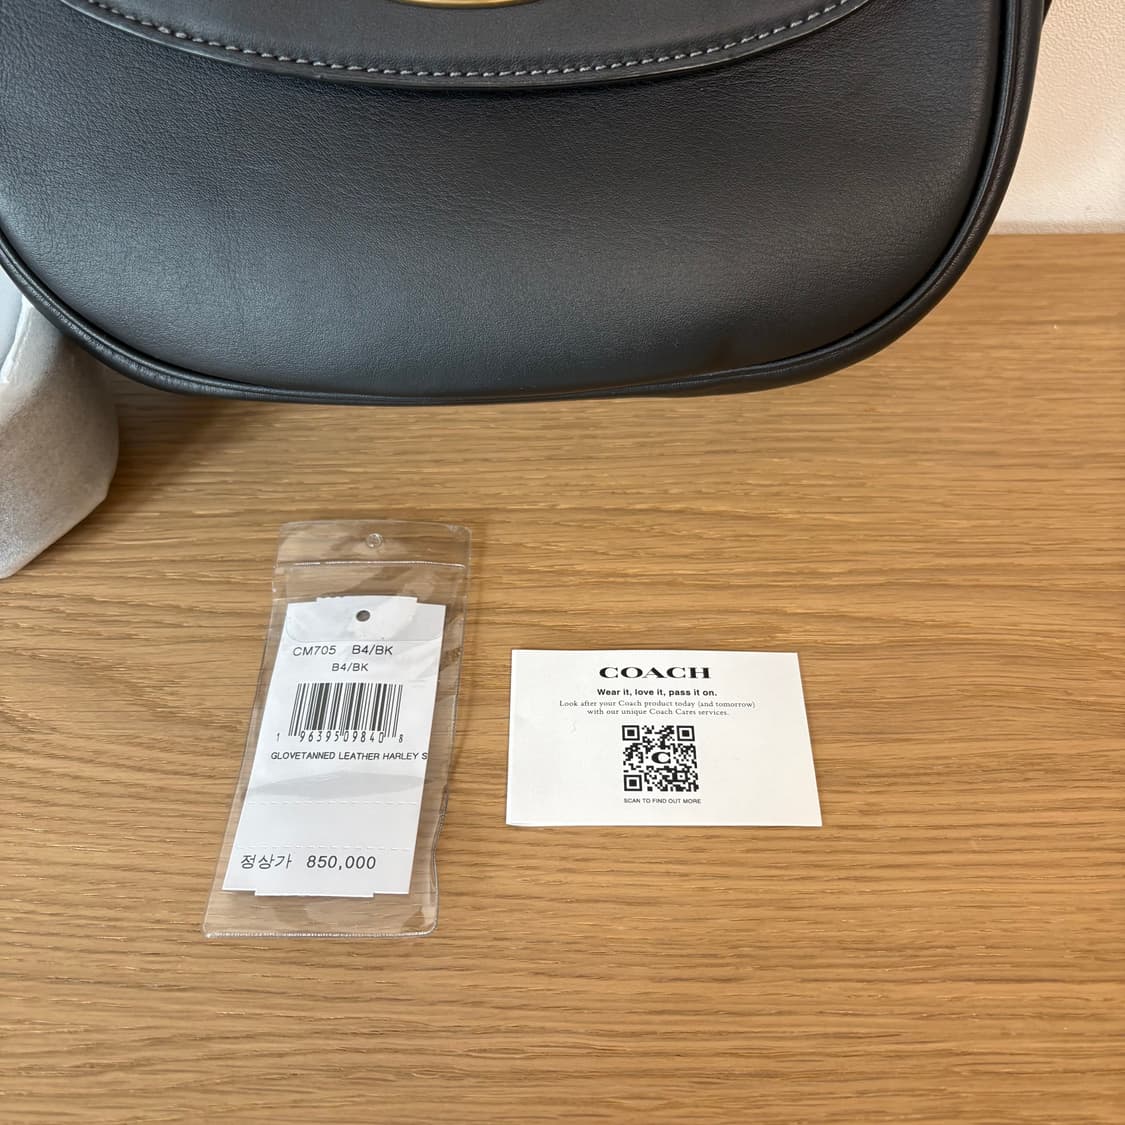 CM705 B4/BK
B4/BK
1 96395 09840 8
GLOVETANNED LEATHER HARLEY S
정상가 850,000
COACH
Wear it, love it, pass it on.
Look after your Coach product today (and tomorrow)
with our unique Coach Cares services.
C
SCAN TO FIND OUT MORE